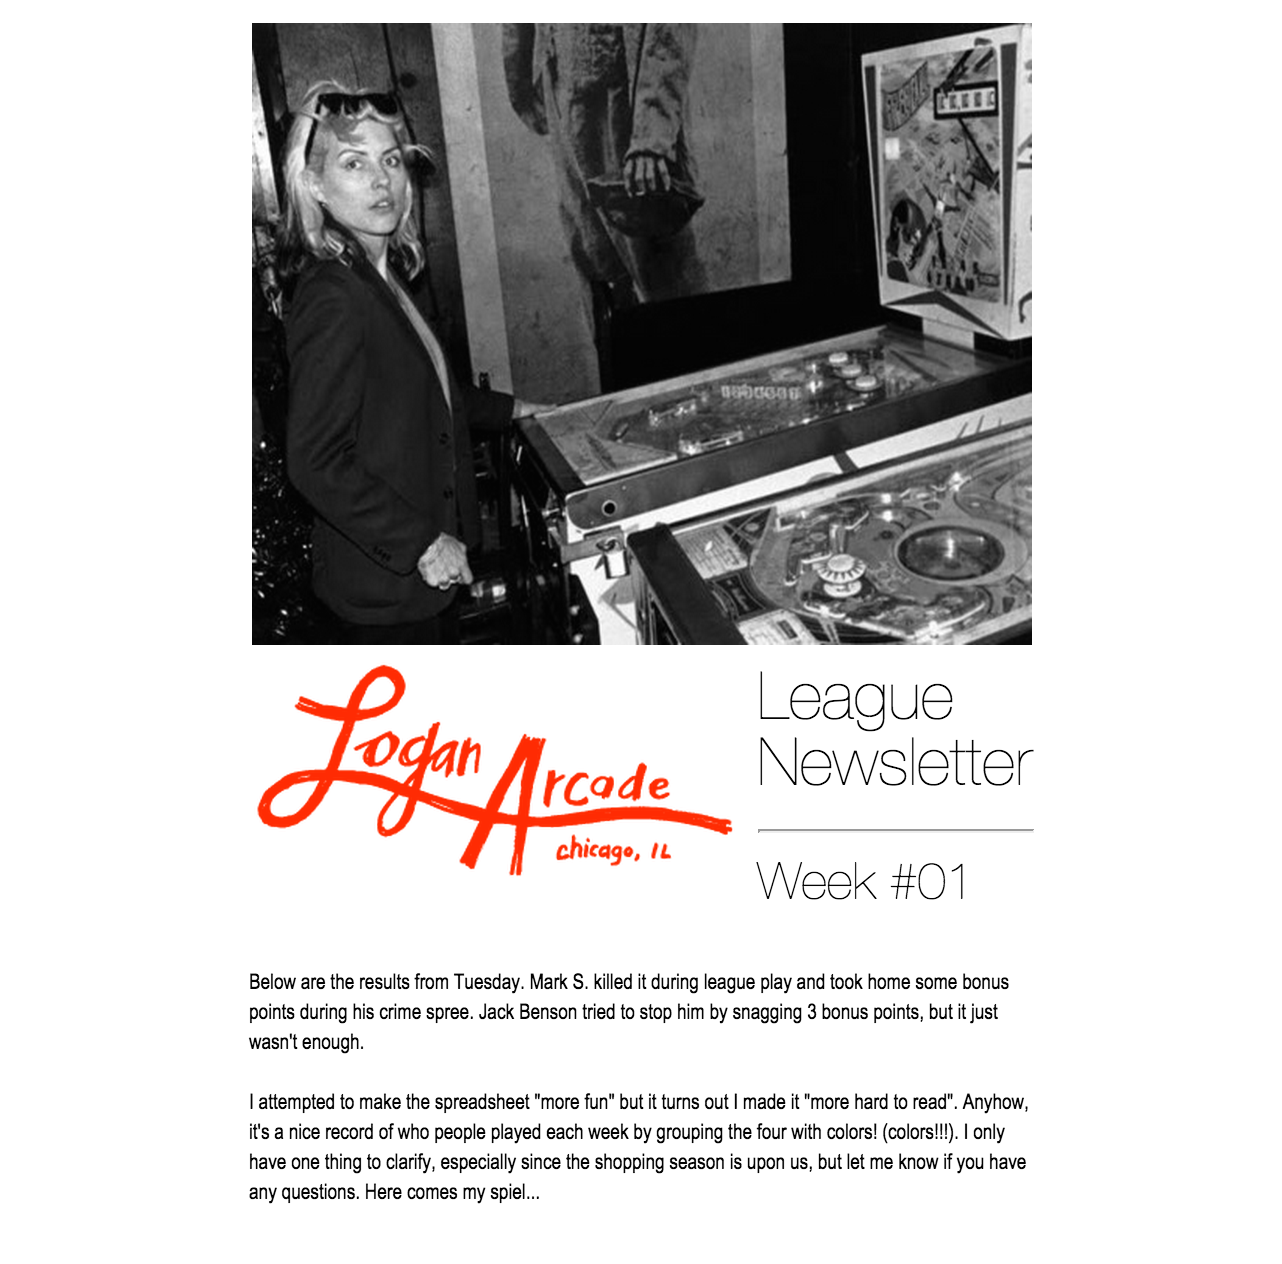 Logan Arcade
chicago, IL
League
Newsletter
Week #01
Below are the results from Tuesday. Mark S. killed it during league play and took home some bonus
points during his crime spree. Jack Benson tried to stop him by snagging 3 bonus points, but it just
wasn't enough.
I attempted to make the spreadsheet "more fun" but it turns out I made it "more hard to read". Anyhow,
it's a nice record of who people played each week by grouping the four with colors! (colors!!!). I only
have one thing to clarify, especially since the shopping season is upon us, but let me know if you have
any questions. Here comes my spiel...